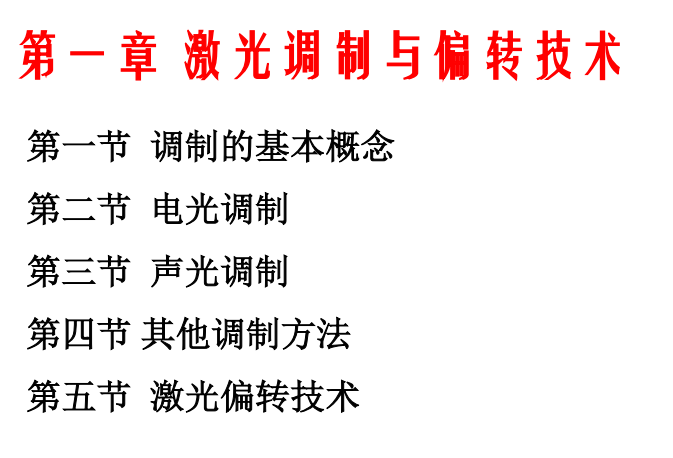 第一章 激光调制与偏转技术
第一节 调制的基本概念
第二节 电光调制
第三节 声光调制
第四节 其他调制方法
第五节 激光偏转技术